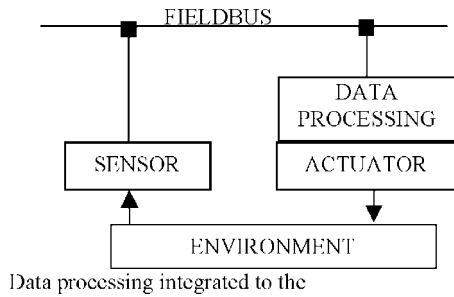 FIELDBUS
DATA
PROCESSING
SENSOR
ACTUATOR
ENVIRONMENT
Data processing integrated to the